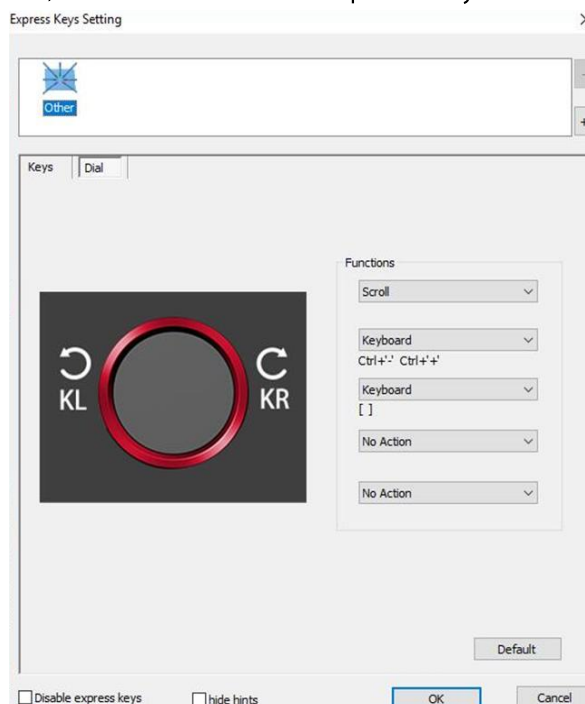 Express Keys Setting
Other
Keys Dial
Functions
Scroll
Keyboard
Ctrl+'-' Ctrl+'+'
Keyboard
[ ]
No Action
No Action
KL KR
Default
Disable express keys hide hints OK Cancel